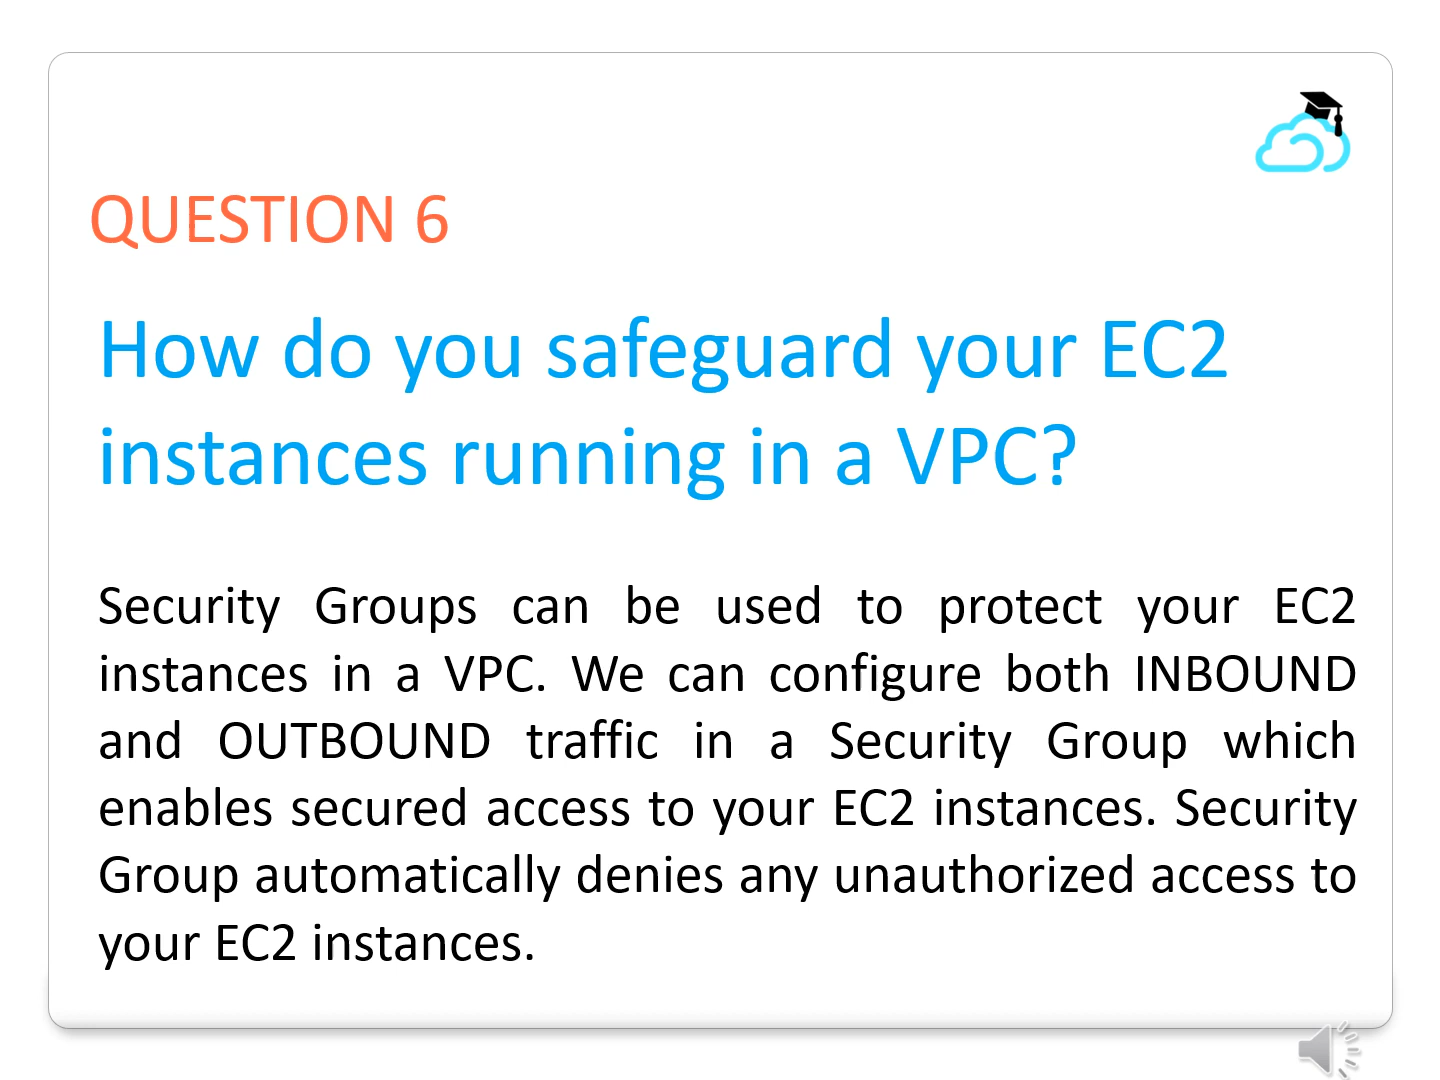 QUESTION 6
How do you safeguard your EC2
instances running in a VPC?
Security Groups can be used to protect your EC2
instances in a VPC. We can configure both INBOUND
and OUTBOUND traffic in a Security Group which
enables secured access to your EC2 instances. Security
Group automatically denies any unauthorized access to
your EC2 instances.